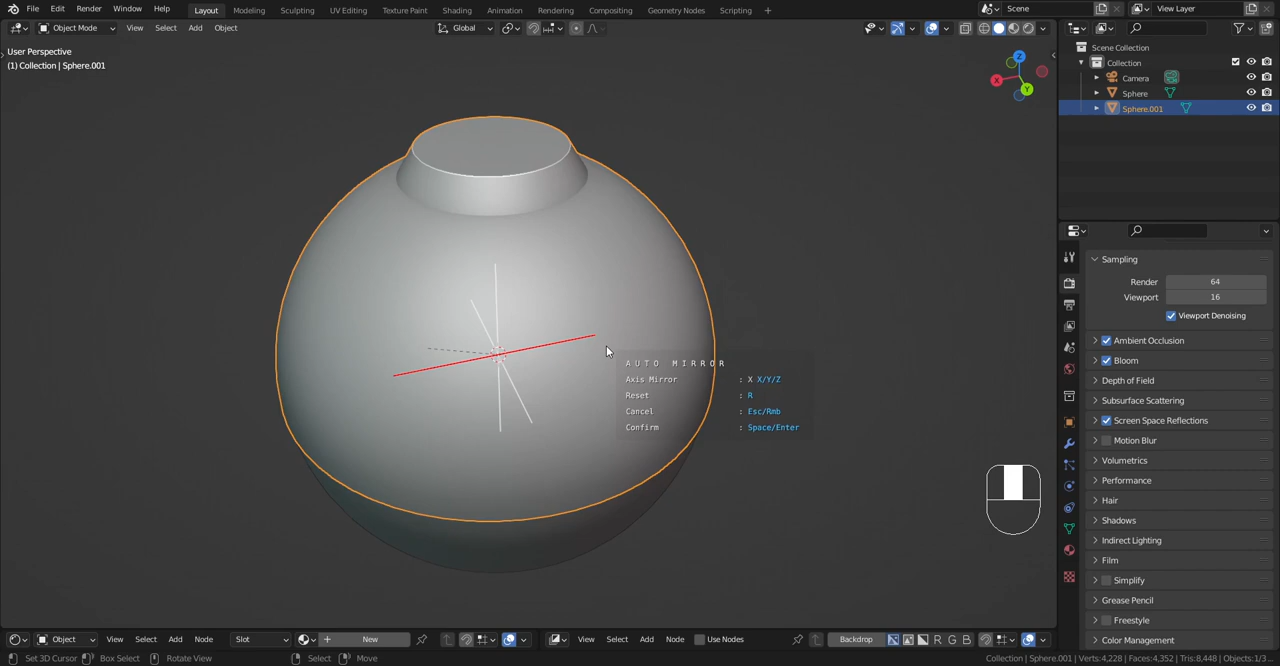 File Edit Render Window Help Layout Modeling Sculpting UV Editing Texture Paint Shading Animation Rendering Compositing Geometry Nodes Scripting + Scene View Layer
Object Mode View Select Add Object Global
User Perspective
(1) Collection | Sphere.001
Z
X
Y
Scene Collection
Collection
Camera
Sphere
Sphere.001
Sampling
Render 64
Viewport 16
Viewport Denoising
Ambient Occlusion
Bloom
Depth of Field
Subsurface Scattering
Screen Space Reflections
Motion Blur
Volumetrics
Performance
Hair
Shadows
Indirect Lighting
Film
Simplify
Grease Pencil
Freestyle
Color Management
AUTO MIRROR
Axis Mirror : X X/Y/Z
Reset : R
Cancel : Esc/Rmb
Confirm : Space/Enter
Object View Select Add Node Slot New View Select Add Node Use Nodes Backdrop R G B
Set 3D Cursor Box Select Rotate View Select Move Collection | Sphere.001 | Verts:4,228 | Faces:4,352 | Tris:8,448 | Objects:1/3...